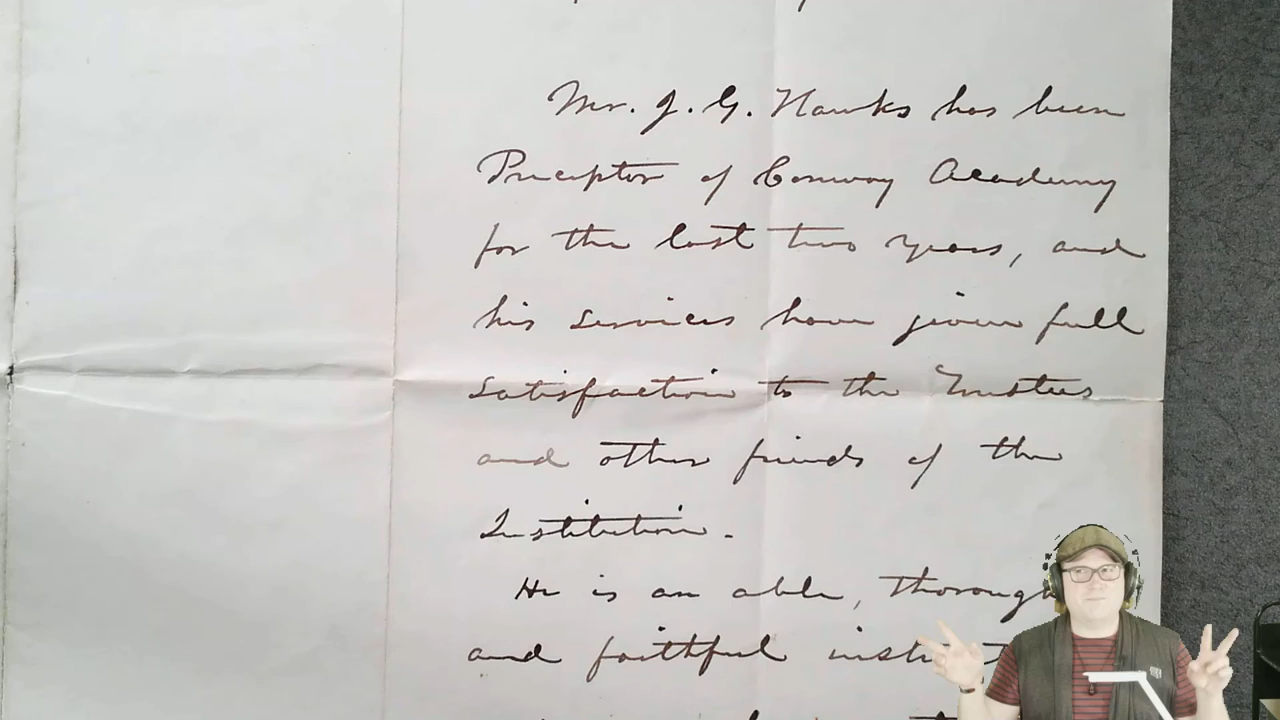 Mr. J. G. Hawks has been
Preceptor of Conway Academy
for the last two years, and
his services have given full
satisfaction to the Trustees
and other friends of the
Institution.
He is an able, thorough
and faithful